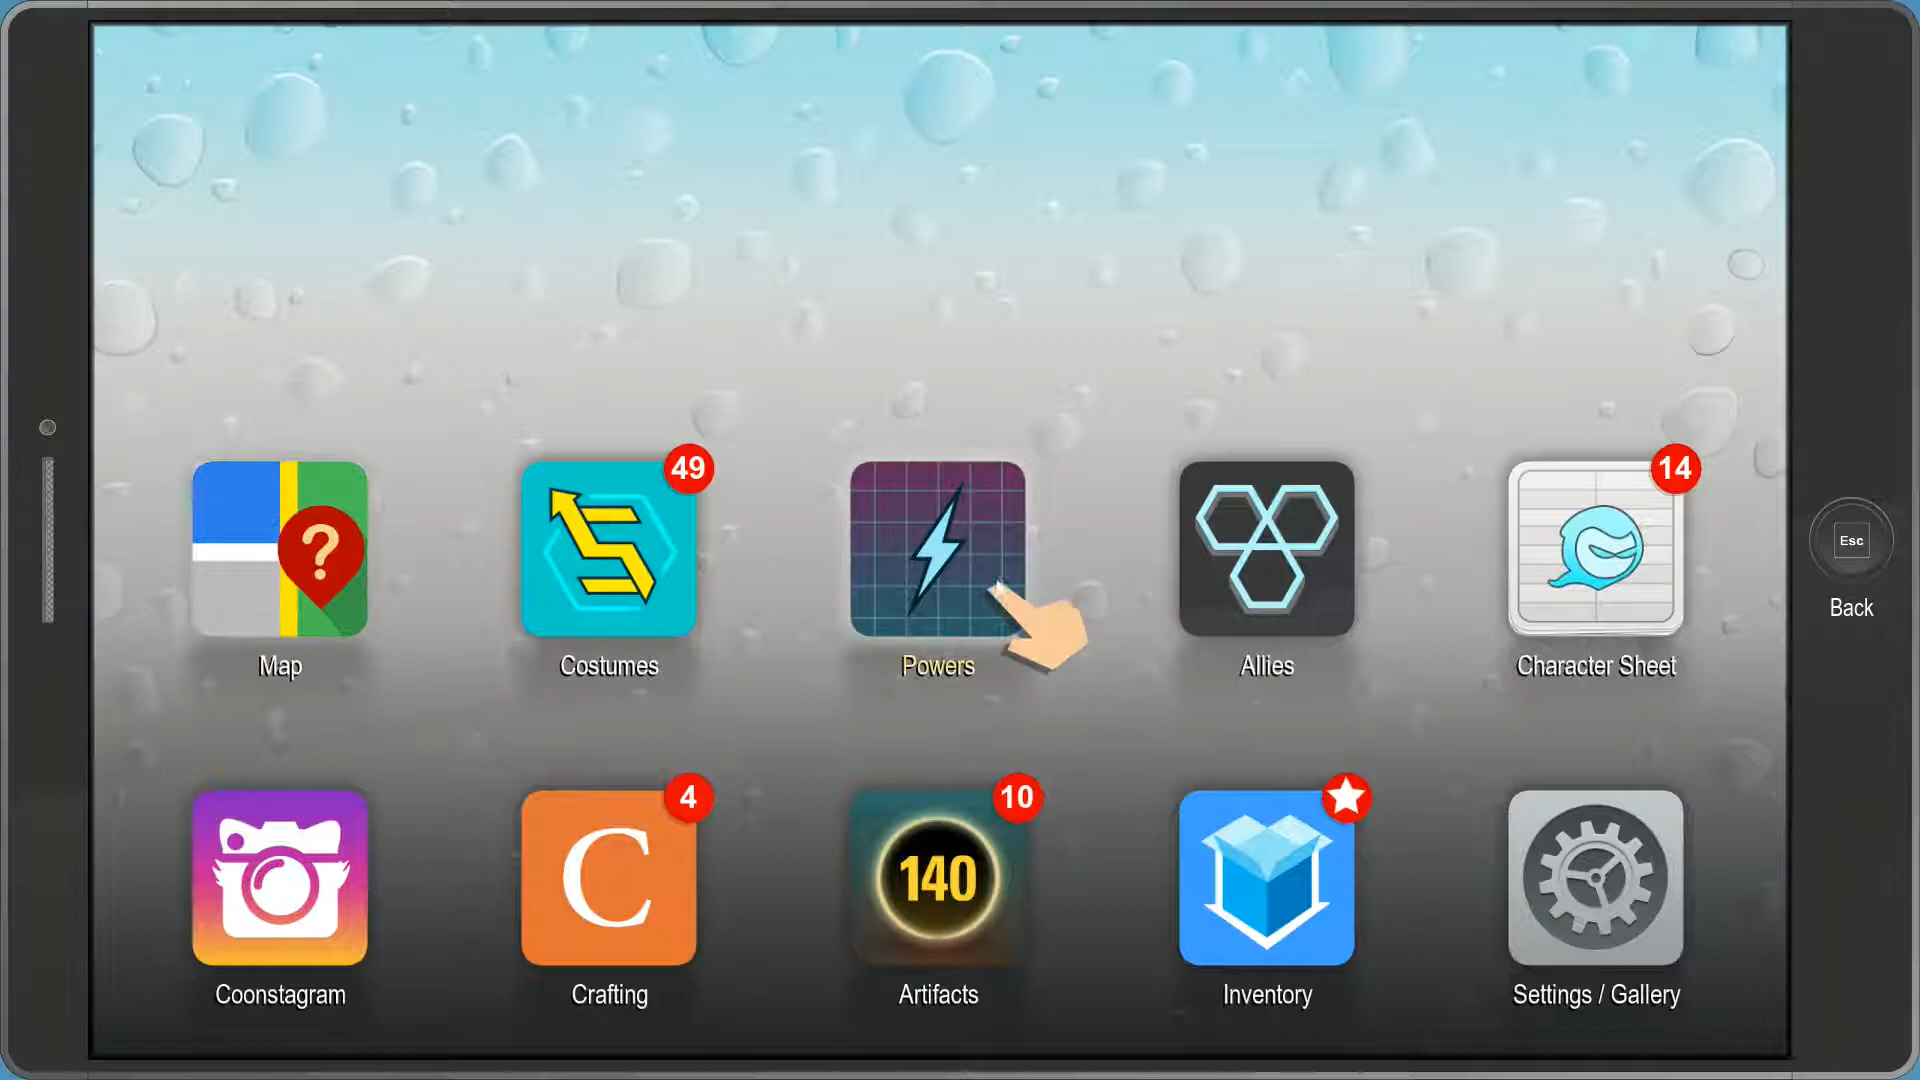 49
14
?
Esc
Back
Map
Costumes
Powers
Allies
Character Sheet
4
10
C
140
Coonstagram
Crafting
Artifacts
Inventory
Settings / Gallery